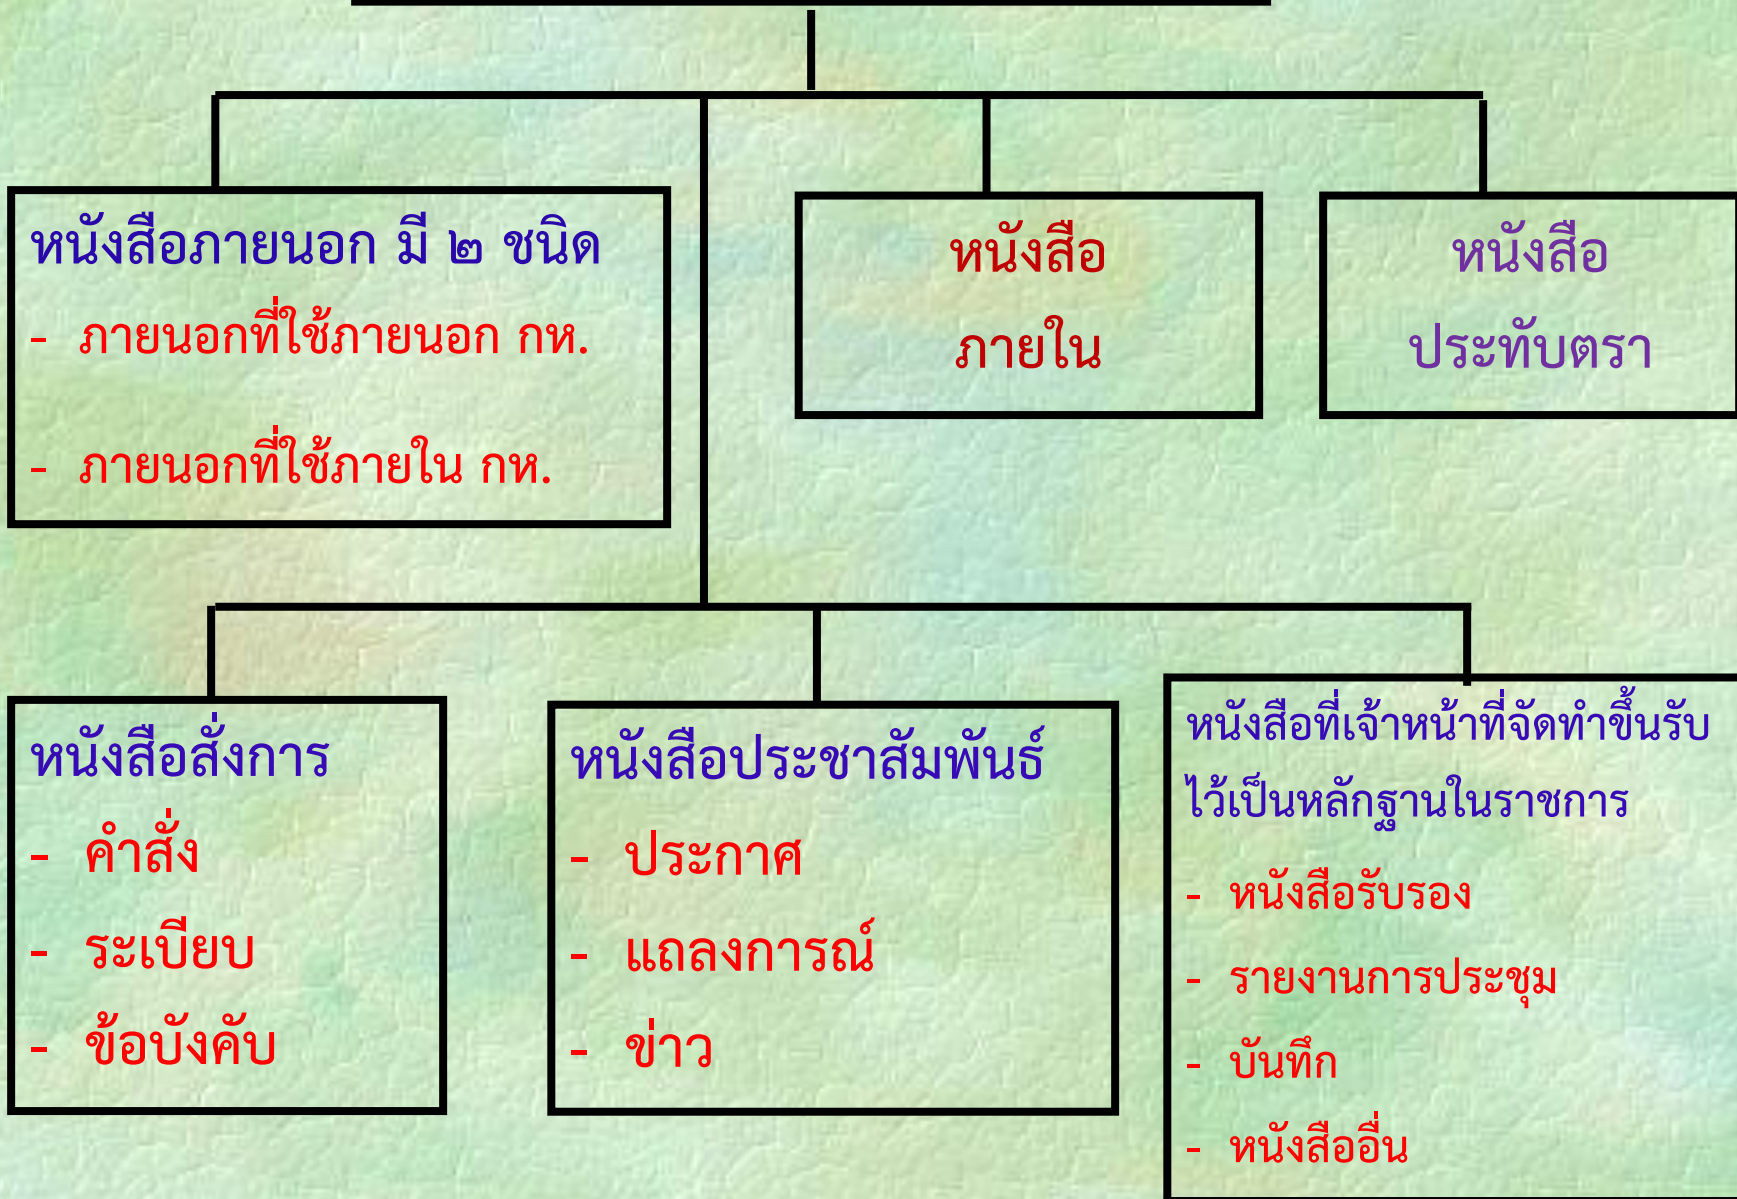 หนังสือภายนอก มี ๒ ชนิด
- ภายนอกที่ใช้ภายนอก กห.
- ภายนอกที่ใช้ภายใน กห.
หนังสือ
ภายใน
หนังสือ
ประทับตรา
หนังสือสั่งการ
- คำสั่ง
- ระเบียบ
- ข้อบังคับ
หนังสือประชาสัมพันธ์
- ประกาศ
- แถลงการณ์
- ข่าว
หนังสือที่เจ้าหน้าที่จัดทำขึ้นรับ
ไว้เป็นหลักฐานในราชการ
- หนังสือรับรอง
- รายงานการประชุม
- บันทึก
- หนังสืออื่น